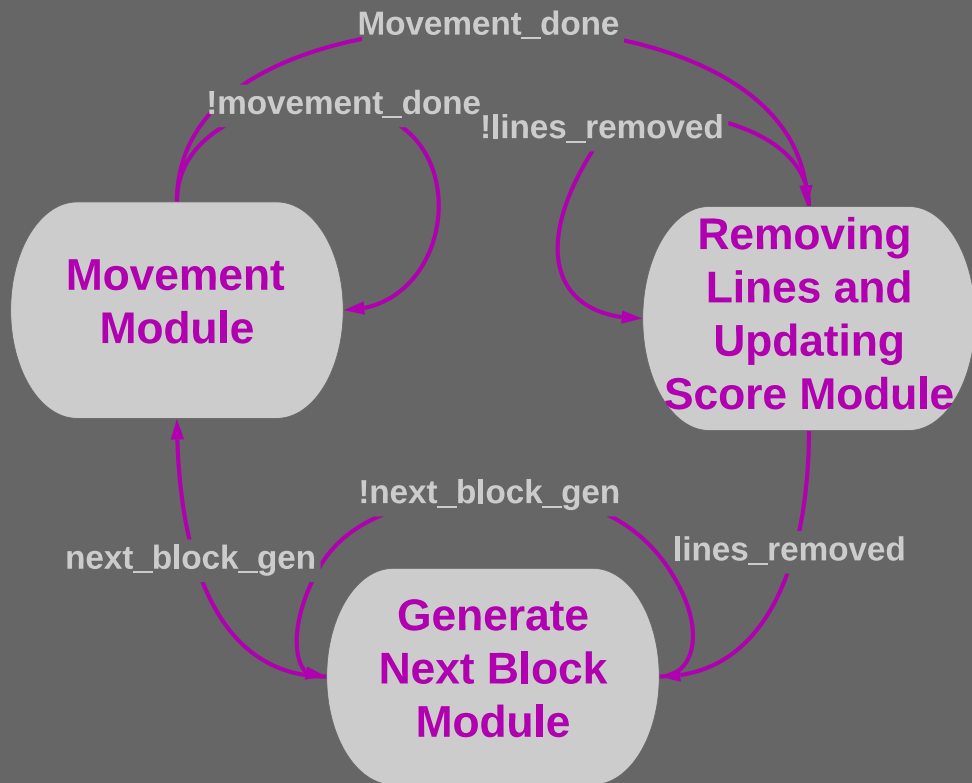 Movement_done
!movement_done
!lines_removed
Movement
Module
Removing
Lines and
Updating
Score Module
!next_block_gen
next_block_gen
lines_removed
Generate
Next Block
Module